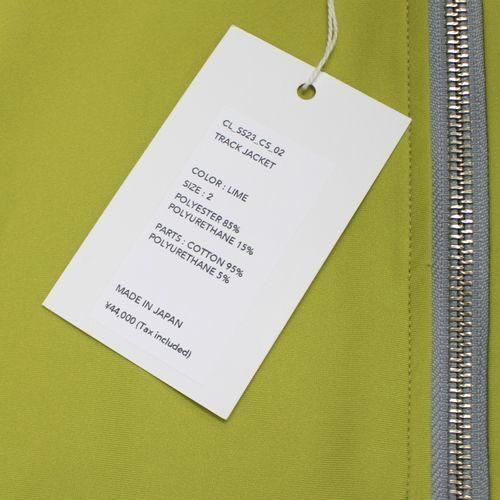 CL_SS23_CS_02
TRACK JACKET
COLOR : LIME
SIZE : 2
POLYESTER 85%
POLYURETHANE 15%
PARTS : COTTON 95%
POLYURETHANE 5%
MADE IN JAPAN
¥44,000 (Tax included)